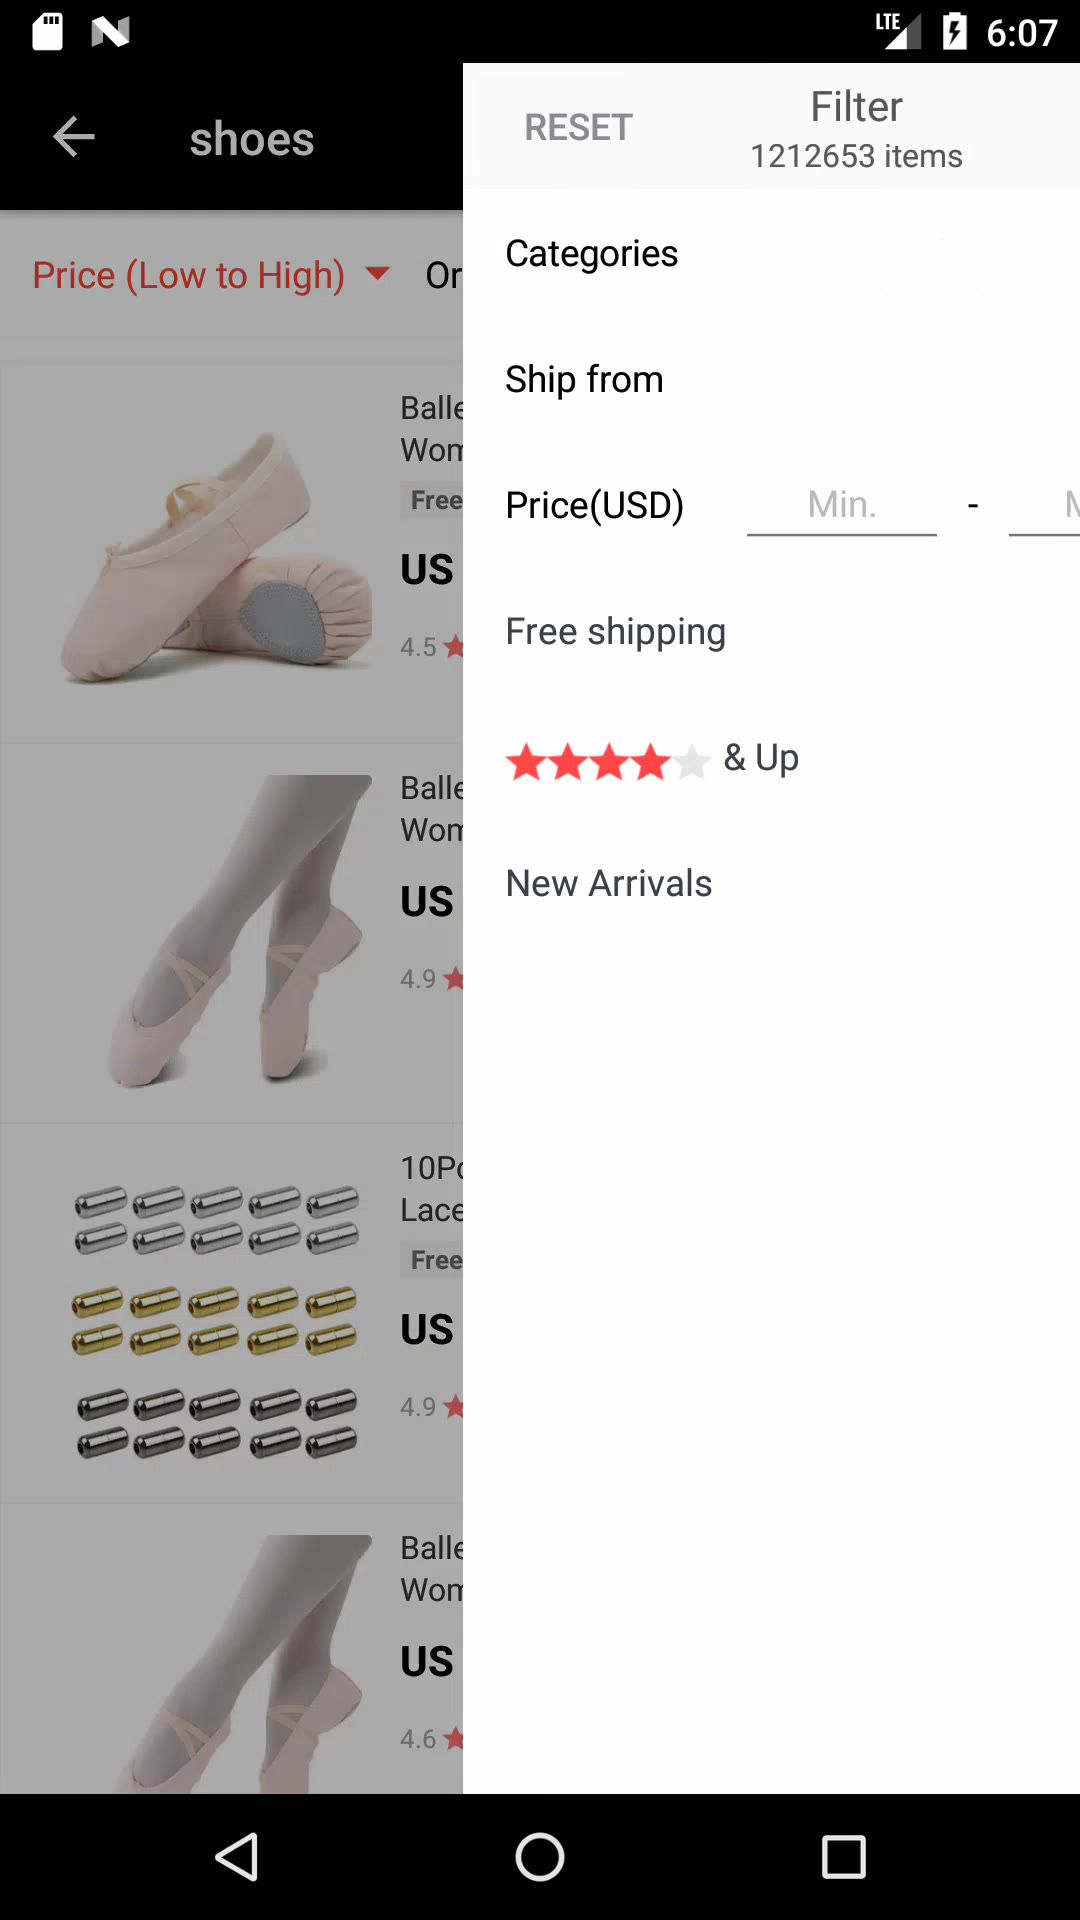 LTE 6:07
shoes
RESET
Filter
1212653 items
Price (Low to High)
Or
Categories
Ship from
Price(USD) Min. - M
Free shipping
& Up
New Arrivals
Balle
Wom
Free
US
4.5
Balle
Wom
US
4.9
10Pc
Lace
Free
US
4.9
Balle
Wom
US
4.6